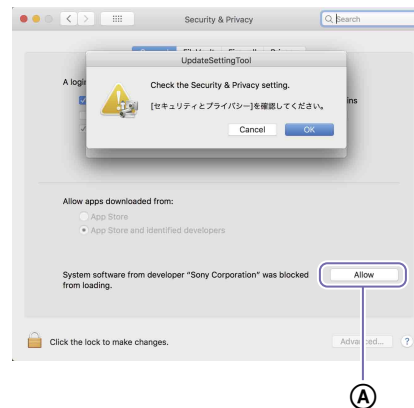 Security & Privacy
Search
UpdateSettingTool
A login
Check the Security & Privacy setting.
[セキュリティとプライバシー]を確認してください。
Cancel
OK
Allow apps downloaded from:
App Store
App Store and identified developers
System software from developer “Sony Corporation” was blocked
from loading.
Allow
Click the lock to make changes.
Advanced...
?
A